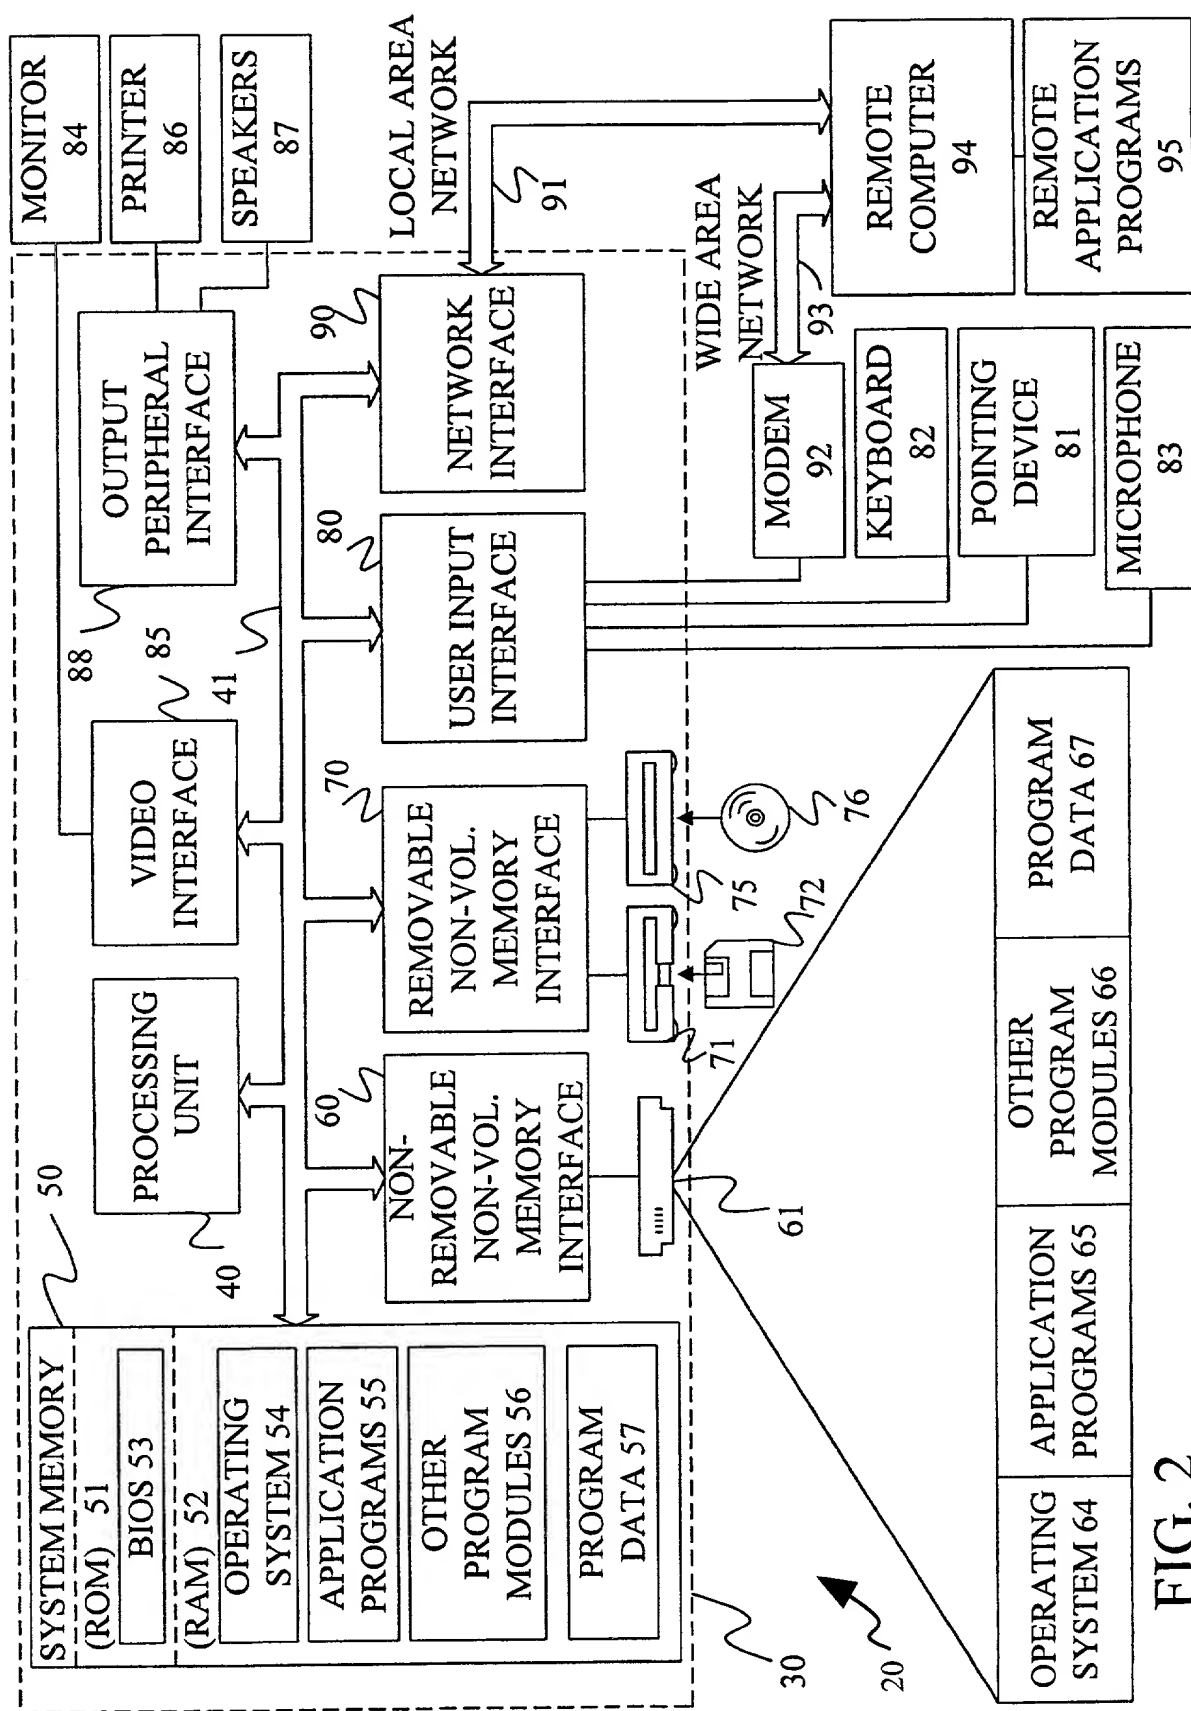 SYSTEM MEMORY
(ROM) 51
BIOS 53
(RAM) 52
OPERATING
SYSTEM 54
APPLICATION
PROGRAMS 55
OTHER
PROGRAM
MODULES 56
PROGRAM
DATA 57
50
40
PROCESSING
UNIT
VIDEO
INTERFACE
85
41
88
OUTPUT
PERIPHERAL
INTERFACE
MONITOR
84
PRINTER
86
SPEAKERS
87
60
NON-
REMOVABLE
NON-VOL.
MEMORY
INTERFACE
70
REMOVABLE
NON-VOL.
MEMORY
INTERFACE
80
USER INPUT
INTERFACE
90
NETWORK
INTERFACE
LOCAL AREA
NETWORK
91
WIDE AREA
NETWORK
93
61
71
72
75
76
MODEM
92
KEYBOARD
82
POINTING
DEVICE
81
MICROPHONE
83
REMOTE
COMPUTER
94
REMOTE
APPLICATION
PROGRAMS
95
30
20
OPERATING
SYSTEM 64
APPLICATION
PROGRAMS 65
OTHER
PROGRAM
MODULES 66
PROGRAM
DATA 67
FIG. 2